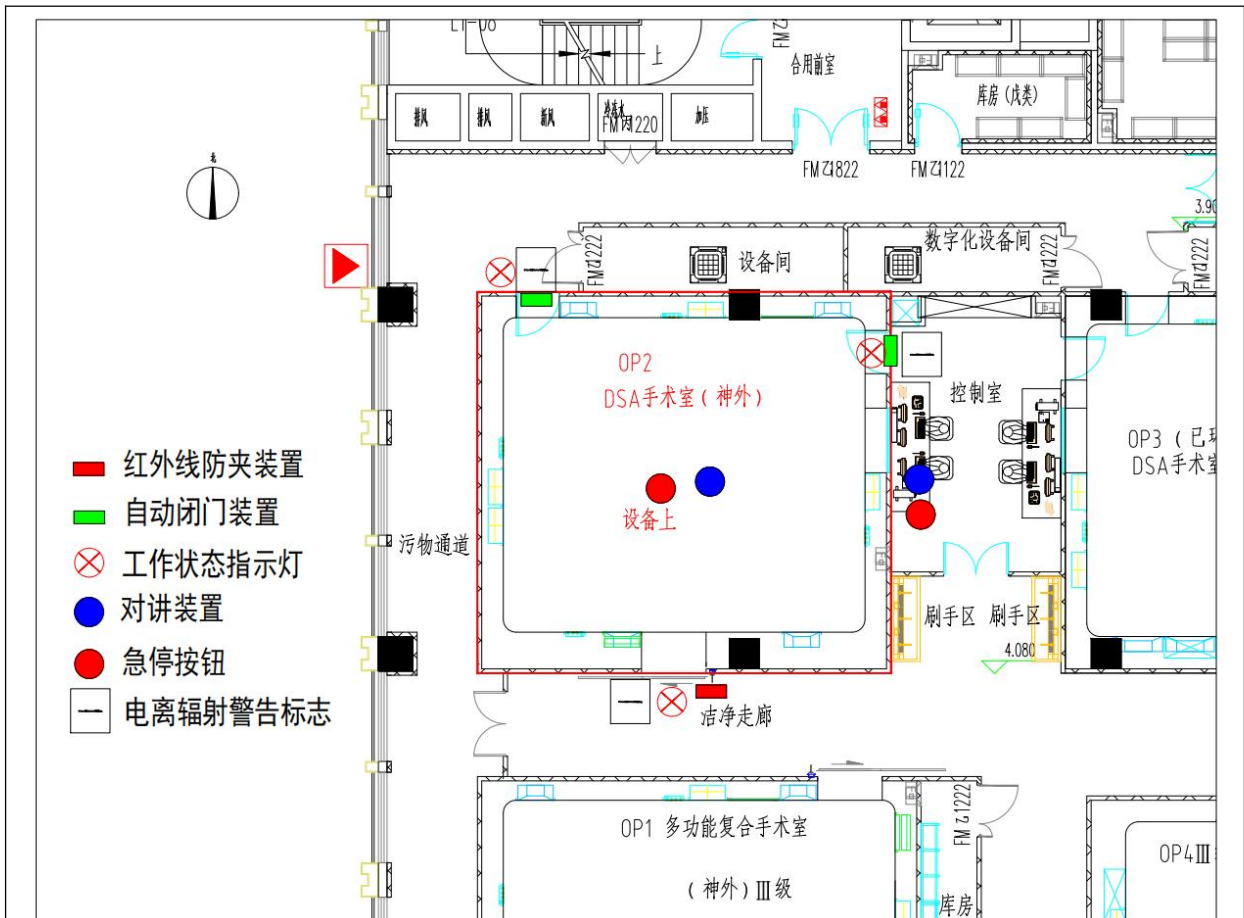 LT-08
上
合用前室
库房(戊类)
排风
排风
新风
加压
FM乙1220
FM乙1822
FM乙1122
北
3.90
设备间
数字化设备间
FM乙1222
FM乙1222
FM乙1222
OP2
DSA手术室(神外)
控制室
OP3(已
DSA手术室
设备上
污物通道
红外线防夹装置
自动闭门装置
工作状态指示灯
对讲装置
急停按钮
电离辐射警告标志
刷手区 刷手区
4.080
洁净走廊
OP1 多功能复合手术室
(神外)Ⅲ级
FM乙1222
库房
OP4Ⅲ